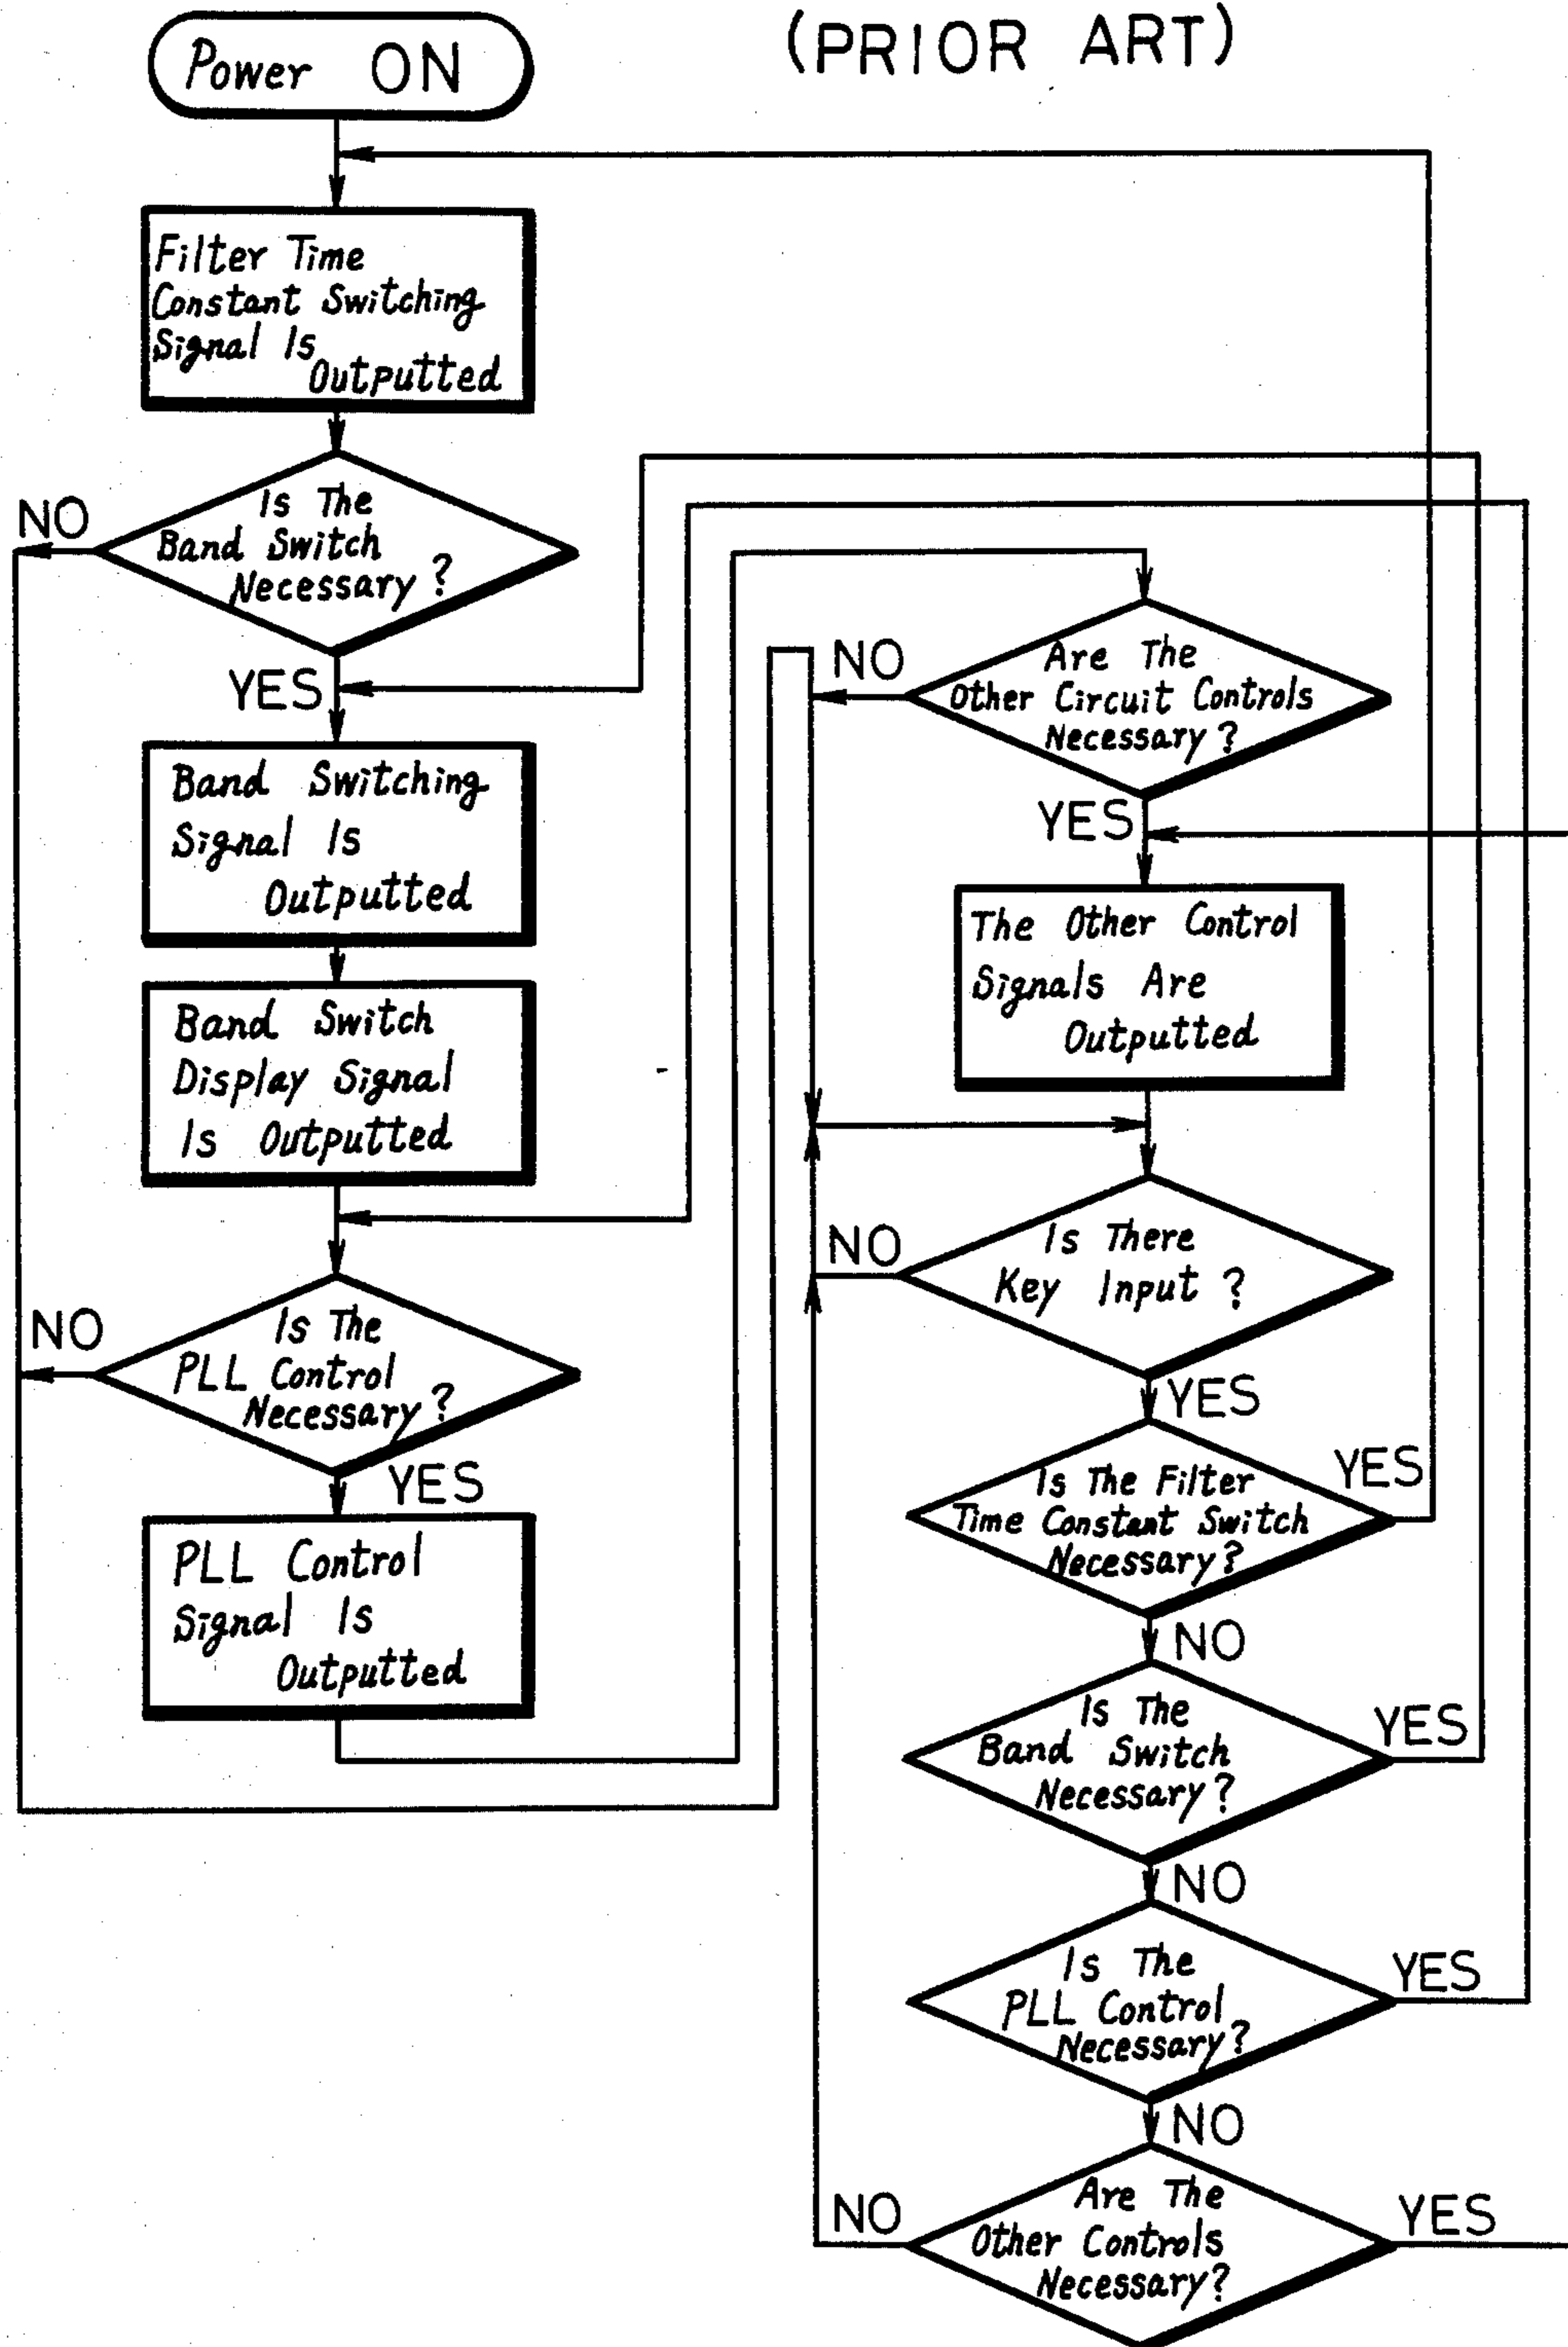 (PRIOR ART)
Power ON
Filter Time
Constant Switching
Signal Is
Outputted
NO
Is The
Band Switch
Necessary?
YES
Band Switching
Signal Is
Outputted
Band Switch
Display Signal
Is Outputted
NO
Is The
PLL Control
Necessary?
YES
PLL Control
Signal Is
Outputted
NO
Are The
Other Circuit Controls
Necessary?
YES
The Other Control
Signals Are
Outputted
NO
Is There
Key Input?
YES
Is The Filter
Time Constant Switch
Necessary?
YES
NO
Is The
Band Switch
Necessary?
YES
NO
Is The
PLL Control
Necessary?
YES
NO
NO
Are The
Other Controls
Necessary?
YES